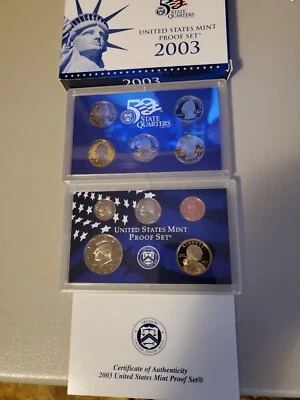 50
STATE
QUARTERS
UNITED STATES MINT
PROOF SET®
2003
2003
50
STATE
QUARTERS
UNITED STATES MINT
PROOF SET®
LIBERTY
Certificate of Authenticity
2003 United States Mint Proof Set®